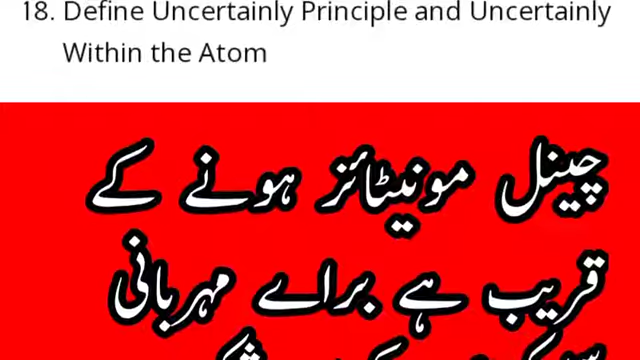 18. Define Uncertainly Principle and Uncertainly
Within the Atom
چینل مونیٹائز ہونے کے
قریب ہے براے مہربانی